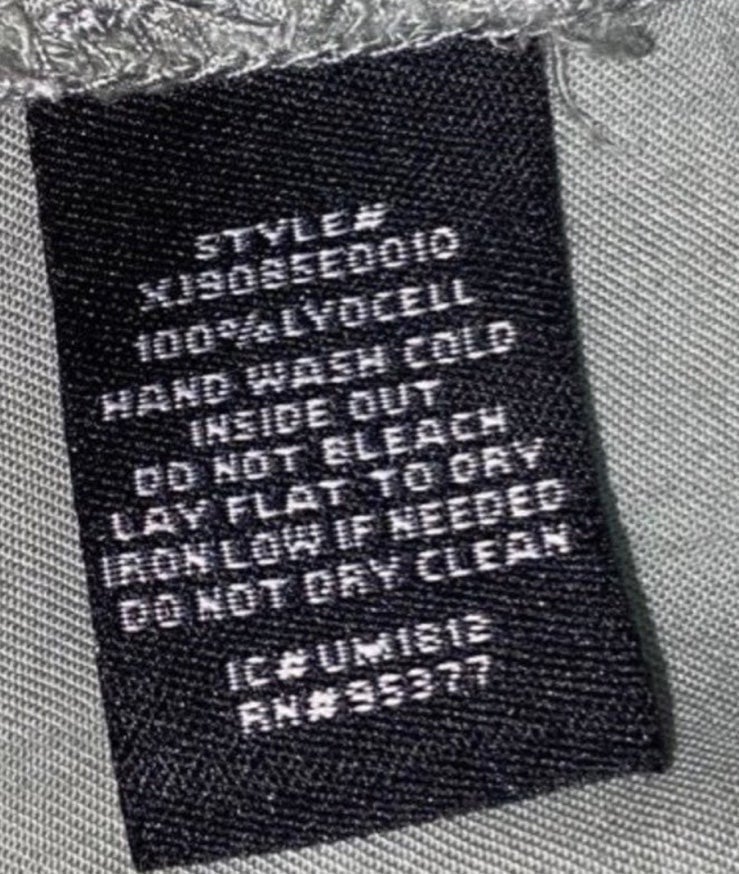 STYLE#
XJ9085E0010
100%LYOCELL
HAND WASH COLD
INSIDE OUT
DO NOT BLEACH
LAY FLAT TO DRY
IRON LOW IF NEEDED
DO NOT DRY CLEAN
IC#UM1812
RN#95377